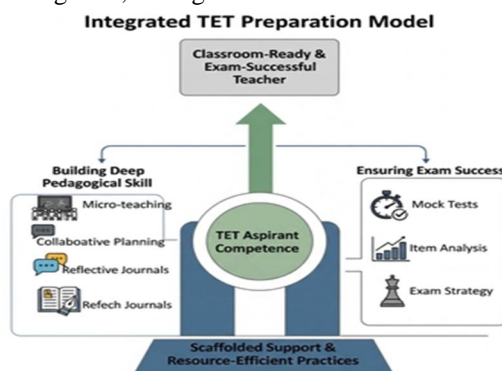 Integrated TET Preparation Model
Classroom-Ready &
Exam-Successful
Teacher
Building Deep
Pedagogical Skill
Micro-teaching
Collaboative Planning
Reflective Journals
Refech Journals
TET Aspirant
Competence
Ensuring Exam Success
Mock Tests
Item Analysis
Exam Strategy
Scaffolded Support &
Resource-Efficient Practices